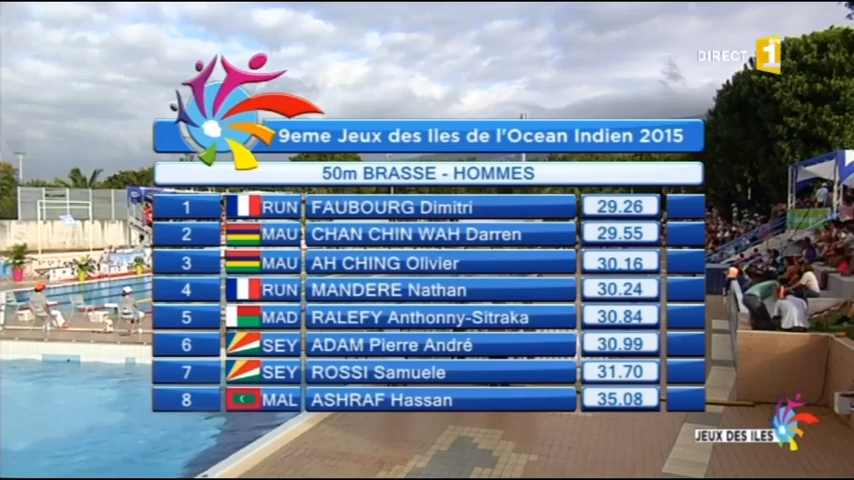 DIRECT 1ère
9eme Jeux des Iles de l'Ocean Indien 2015
50m BRASSE - HOMMES
1 RUN FAUBOURG Dimitri 29.26
2 MAU CHAN CHIN WAH Darren 29.55
3 MAU AH CHING Olivier 30.16
4 RUN MANDERE Nathan 30.24
5 MAD RALEFY Anthonny-Sitraka 30.84
6 SEY ADAM Pierre André 30.99
7 SEY ROSSI Samuele 31.70
8 MAL ASHRAF Hassan 35.08
JEUX DES ILES